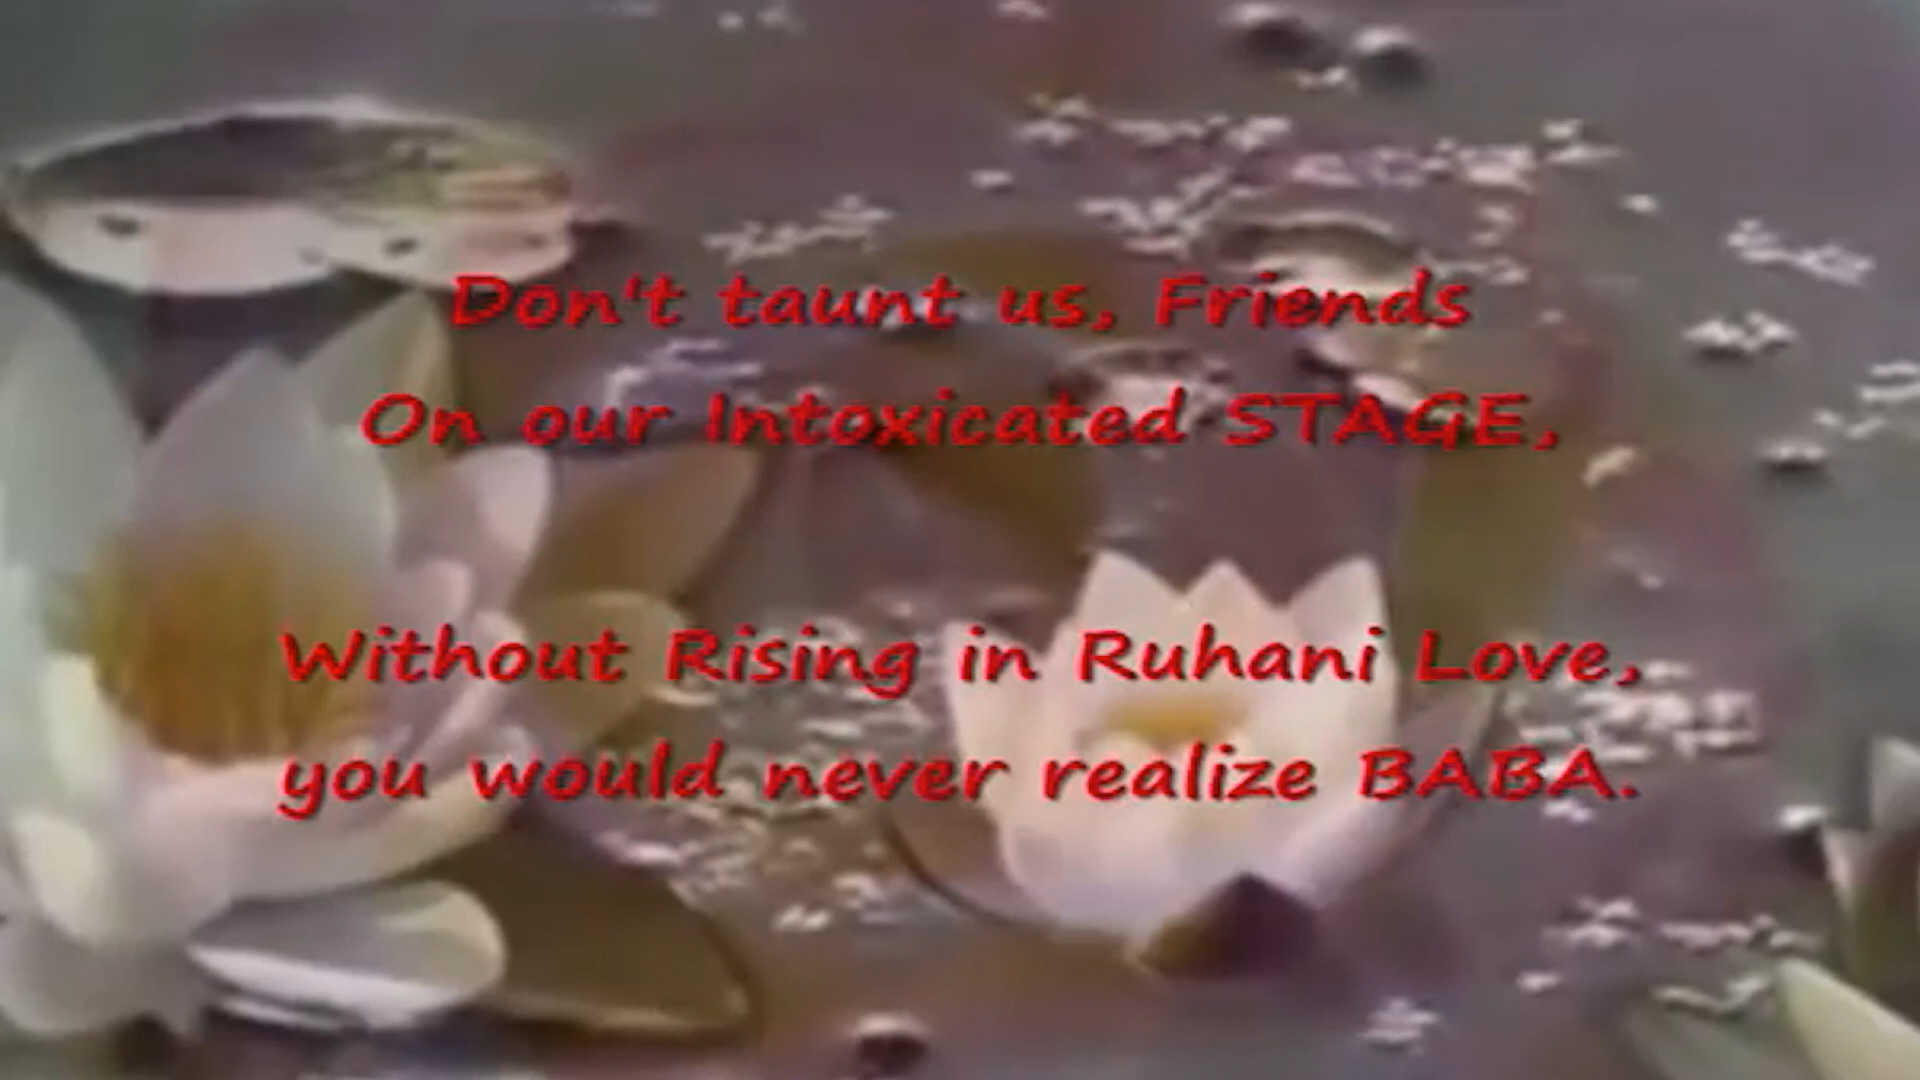 Don't taunt us, Friends
On our Intoxicated STAGE,
Without Rising in Ruhani Love,
you would never realize BABA.